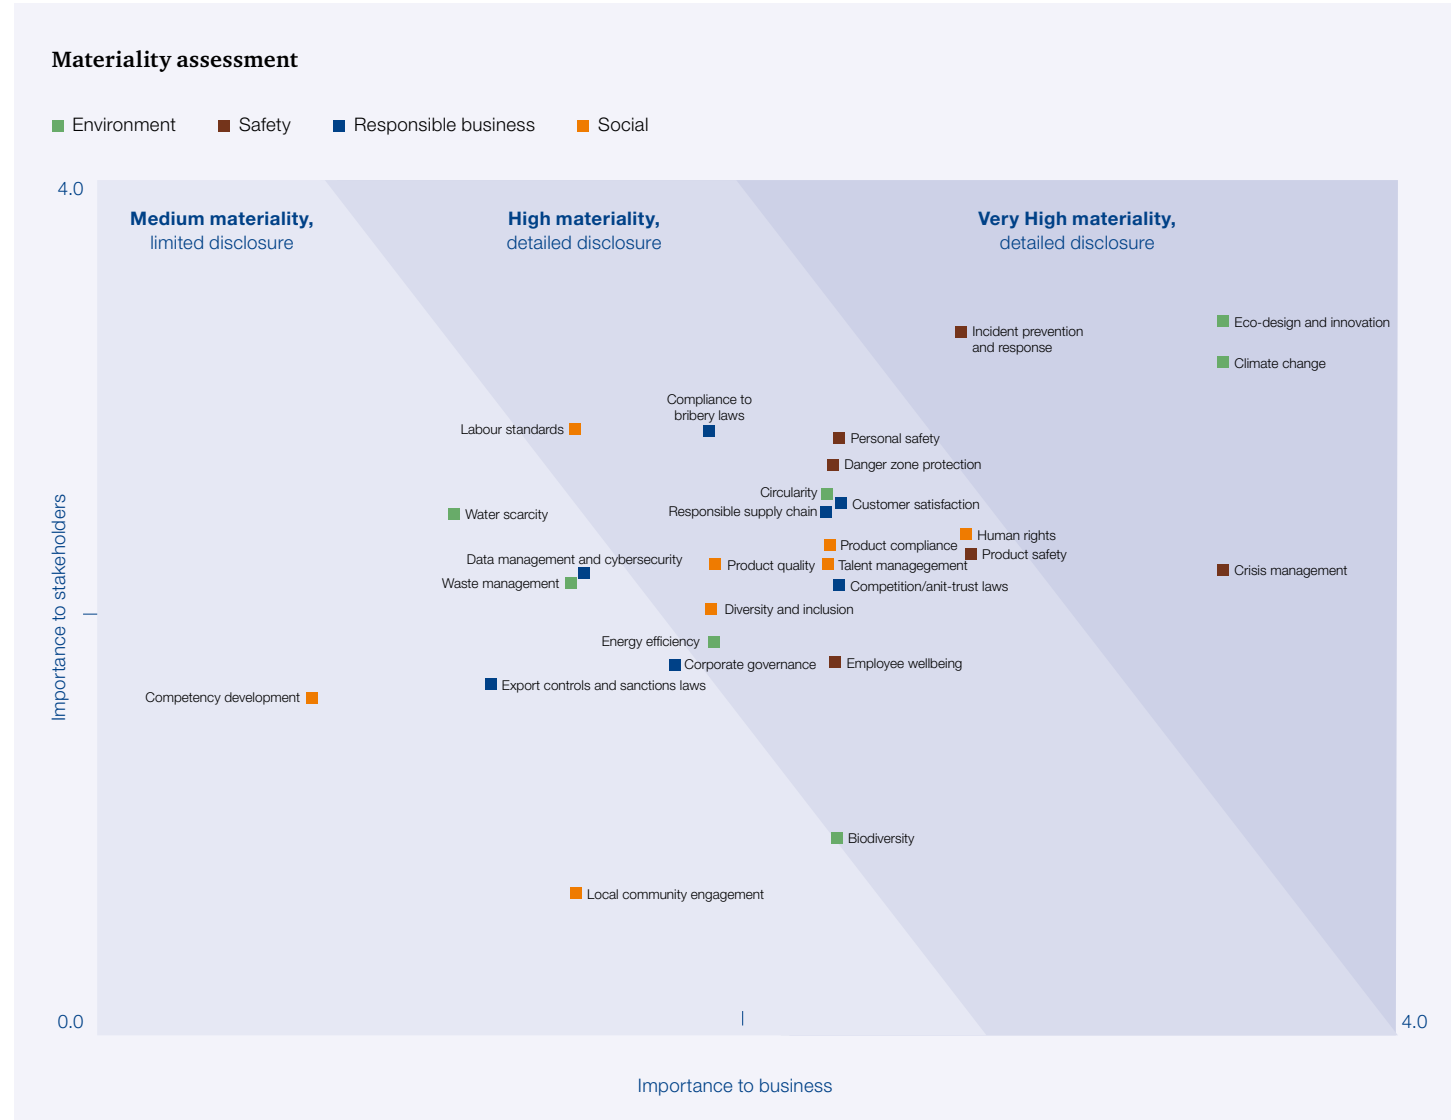 Materiality assessment
Environment
Safety
Responsible business
Social
4.0
Medium materiality,
limited disclosure
High materiality,
detailed disclosure
Very High materiality,
detailed disclosure
Incident prevention
and response
Eco-design and innovation
Climate change
Compliance to
bribery laws
Labour standards
Personal safety
Danger zone protection
Circularity
Customer satisfaction
Responsible supply chain
Water scarcity
Human rights
Product compliance
Product safety
Data management and cybersecurity
Product quality
Talent managegement
Crisis management
Waste management
Competition/anit-trust laws
Diversity and inclusion
Energy efficiency
Corporate governance
Employee wellbeing
Export controls and sanctions laws
Competency development
Biodiversity
Local community engagement
Importance to stakeholders
0.0
4.0
Importance to business